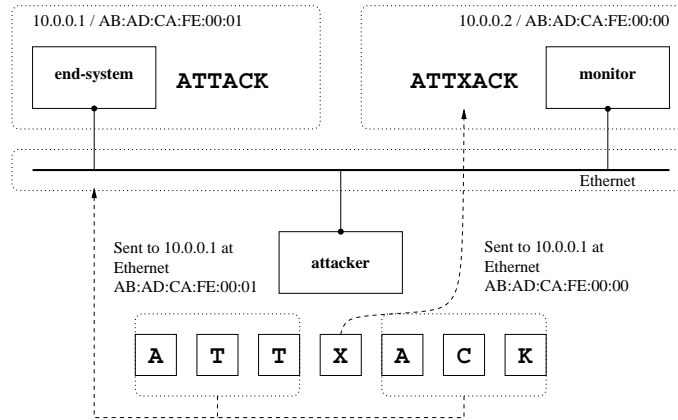 10.0.0.1 / AB:AD:CA:FE:00:01
10.0.0.2 / AB:AD:CA:FE:00:00
end-system
ATTACK
ATTXACK
monitor
Ethernet
Sent to 10.0.0.1 at
Ethernet
AB:AD:CA:FE:00:01
attacker
Sent to 10.0.0.1 at
Ethernet
AB:AD:CA:FE:00:00
A T T X A C K